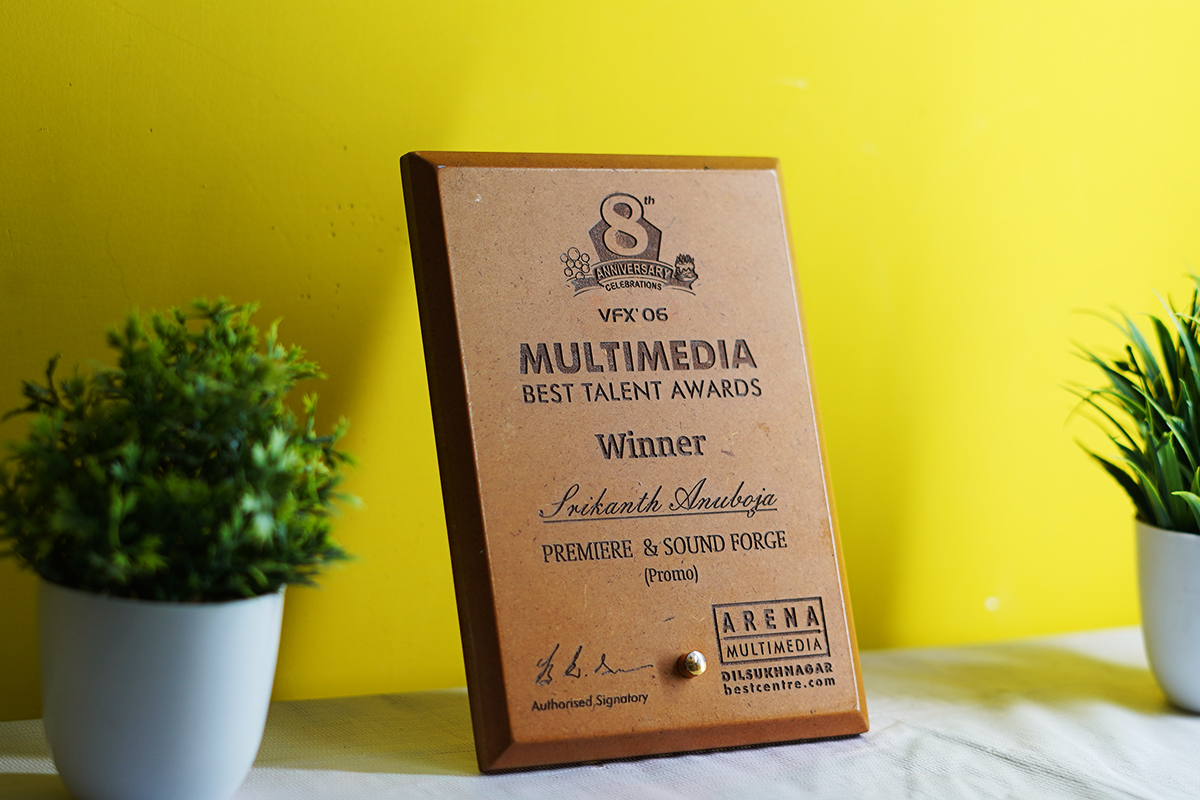 8th
ANNIVERSARY
CELEBRATIONS
VFX'06
MULTIMEDIA
BEST TALENT AWARDS
Winner
Srikanth Anuboja
PREMIERE & SOUND FORGE
(Promo)
ARENA
MULTIMEDIA
DILSUKHNAGAR
bestcentre.com
Authorised Signatory